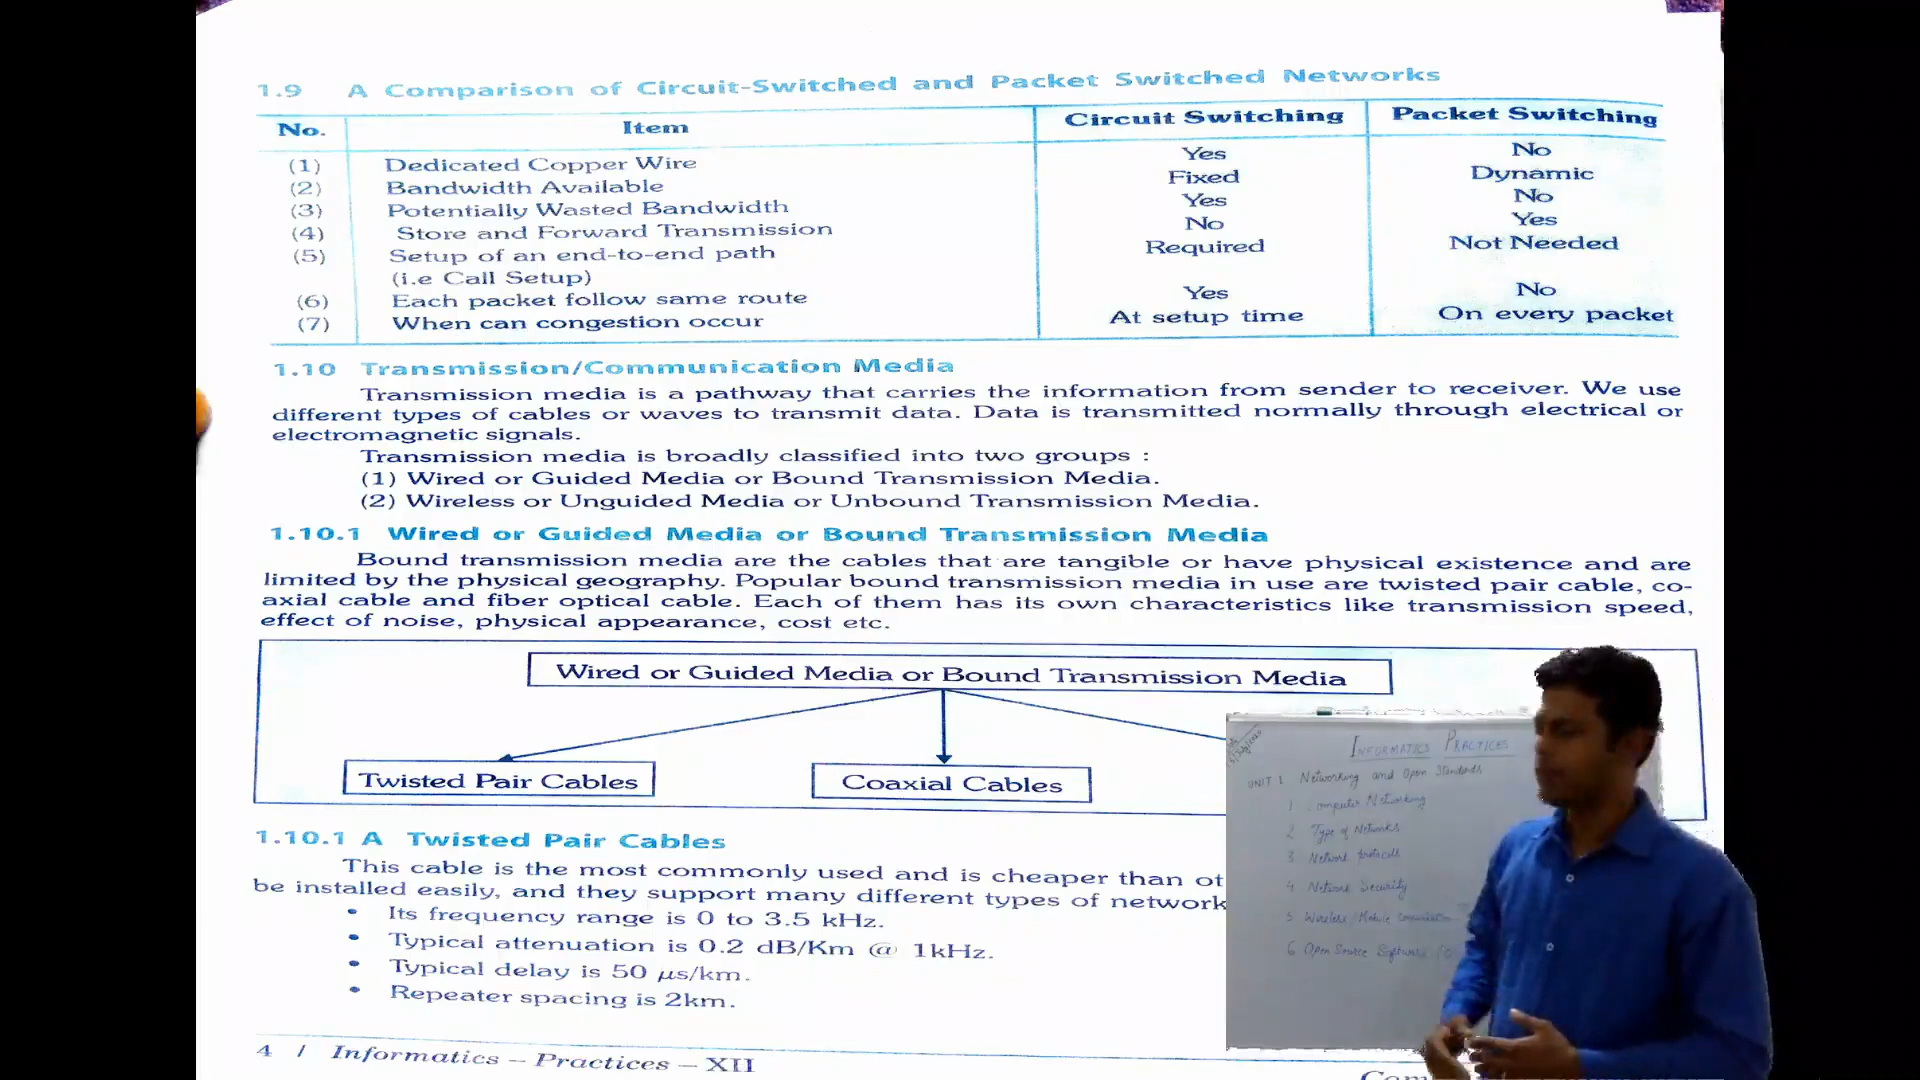 1.9 A Comparison of Circuit-Switched and Packet Switched Networks
No. Item Circuit Switching Packet Switching
(1) Dedicated Copper Wire Yes No
(2) Bandwidth Available Fixed Dynamic
(3) Potentially Wasted Bandwidth Yes No
(4) Store and Forward Transmission No Yes
(5) Setup of an end-to-end path Required Not Needed
(i.e Call Setup)
(6) Each packet follow same route Yes No
(7) When can congestion occur At setup time On every packet
1.10 Transmission/Communication Media
Transmission media is a pathway that carries the information from sender to receiver. We use
different types of cables or waves to transmit data. Data is transmitted normally through electrical or
electromagnetic signals.
Transmission media is broadly classified into two groups :
(1) Wired or Guided Media or Bound Transmission Media.
(2) Wireless or Unguided Media or Unbound Transmission Media.
1.10.1 Wired or Guided Media or Bound Transmission Media
Bound transmission media are the cables that are tangible or have physical existence and are
limited by the physical geography. Popular bound transmission media in use are twisted pair cable, co-
axial cable and fiber optical cable. Each of them has its own characteristics like transmission speed,
effect of noise, physical appearance, cost etc.
Wired or Guided Media or Bound Transmission Media
Twisted Pair Cables Coaxial Cables
1.10.1 A Twisted Pair Cables
This cable is the most commonly used and is cheaper than ot
be installed easily, and they support many different types of network
• Its frequency range is 0 to 3.5 kHz.
• Typical attenuation is 0.2 dB/Km @ 1kHz.
• Typical delay is 50 μs/km.
• Repeater spacing is 2km.
4 / Informatics – Practices – XII
Com
INFORMATICS PRACTICES
UNIT 1 Networking and Open Standards
1 Computer Networking
2 Type of Networks
3 Network Protocols
4 Network Security
5 Wireless/Mobile
6 Open Source Software